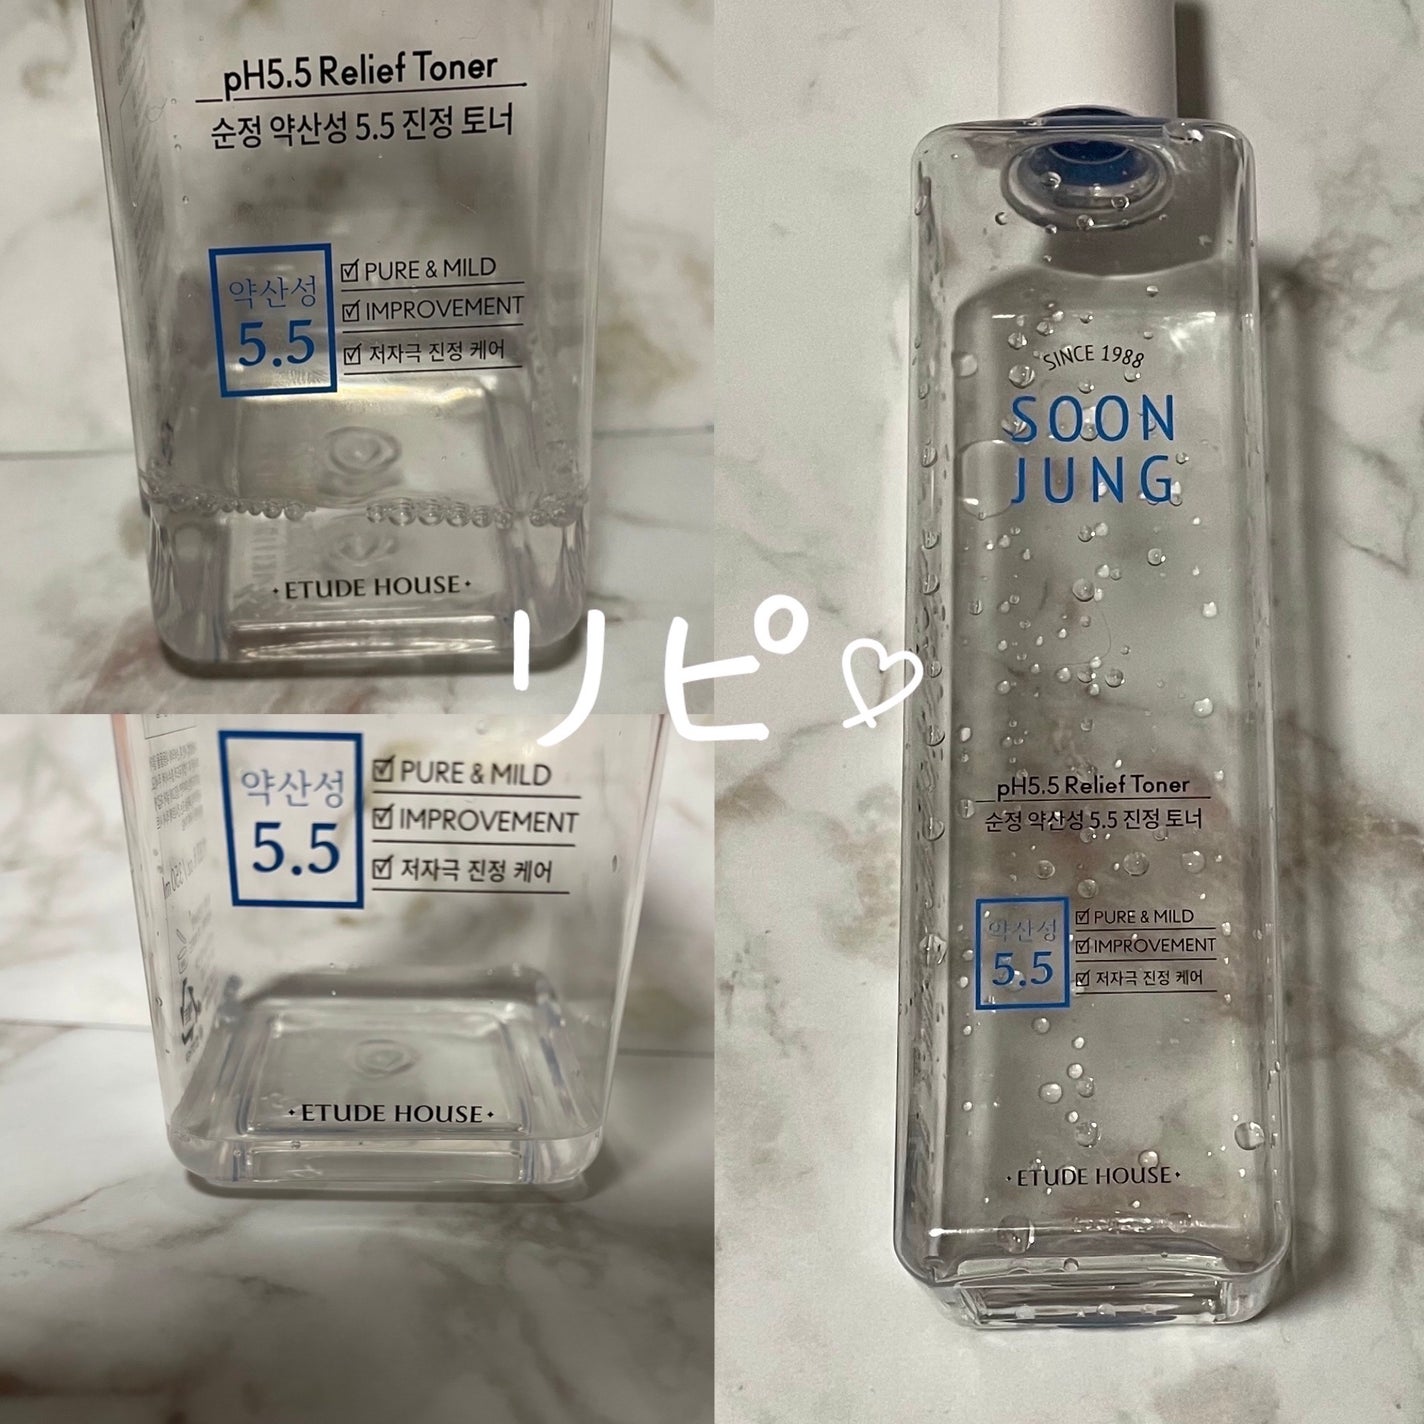 pH5.5 Relief Toner
순정 약산성 5.5 진정 토너
약산성
5.5
PURE & MILD
IMPROVEMENT
저자극 진정 케어
·ETUDE HOUSE·
リピ♡
약산성
5.5
PURE & MILD
IMPROVEMENT
저자극 진정 케어
·ETUDE HOUSE·
SINCE 1988
SOON
JUNG
pH5.5 Relief Toner
순정 약산성 5.5 진정 토너
약산성
5.5
PURE & MILD
IMPROVEMENT
저자극 진정 케어
·ETUDE HOUSE·